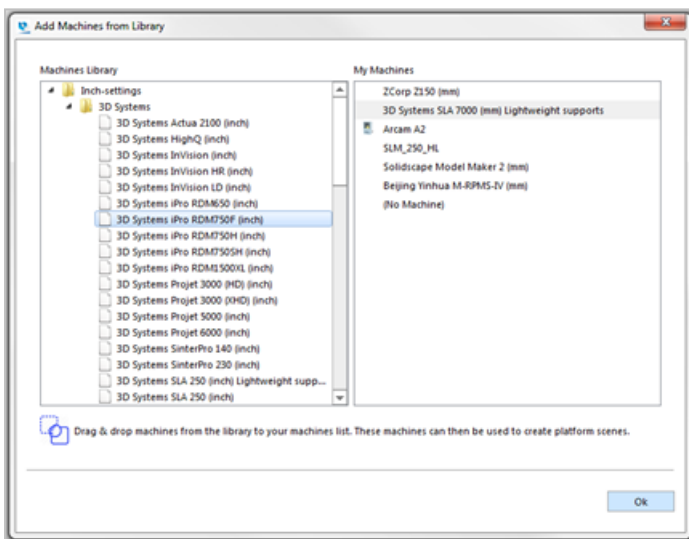 Add Machines from Library
Machines Library
Inch-settings
3D Systems
3D Systems Actua 2100 (inch)
3D Systems HighQ (inch)
3D Systems InVision (inch)
3D Systems InVision HR (inch)
3D Systems InVision LD (inch)
3D Systems iPro RDM650 (inch)
3D Systems iPro RDM750F (inch)
3D Systems iPro RDM750H (inch)
3D Systems iPro RDM750SH (inch)
3D Systems iPro RDM1500XL (inch)
3D Systems Projet 3000 (HD) (inch)
3D Systems Projet 3000 (XHD) (inch)
3D Systems Projet 5000 (inch)
3D Systems Projet 6000 (inch)
3D Systems SinterPro 140 (inch)
3D Systems SinterPro 230 (inch)
3D Systems SLA 250 (inch) Lightweight supp...
3D Systems SLA 250 (inch)
My Machines
ZCorp Z150 (mm)
3D Systems SLA 7000 (mm) Lightweight supports
Arcam A2
SLM_250_HL
Solidscape Model Maker 2 (mm)
Beijing Yinhua M-RPMS-IV (mm)
(No Machine)
Drag & drop machines from the library to your machines list. These machines can then be used to create platform scenes.
Ok